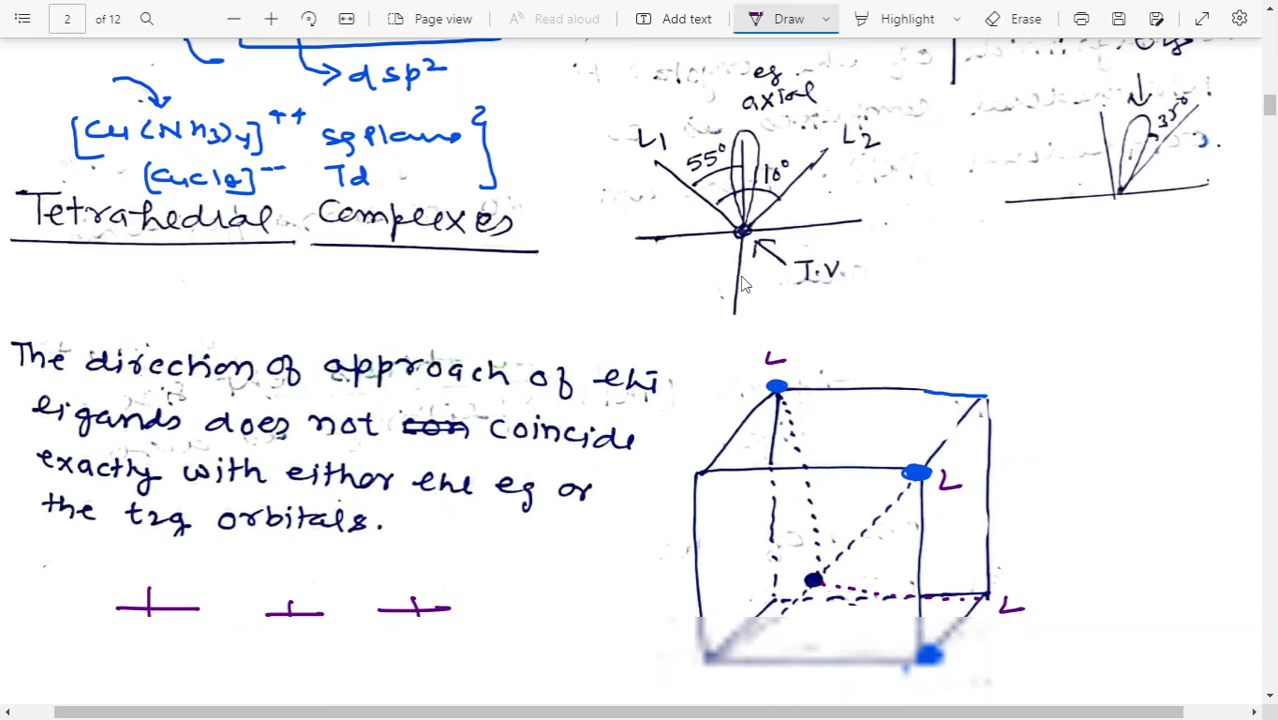 2 of 12
Page view
Read aloud
Add text
Draw
Highlight
Erase
dsp²
[Cu(NH3)4]++ sq plane
[CuCl4]-- Td
Tetrahedral Complexes
eg
axial
L1
55°
L2
I.V.
35°
The direction of approach of the
ligands does not coincide
exactly with either the eg or
the t2g orbitals.
L
L
L